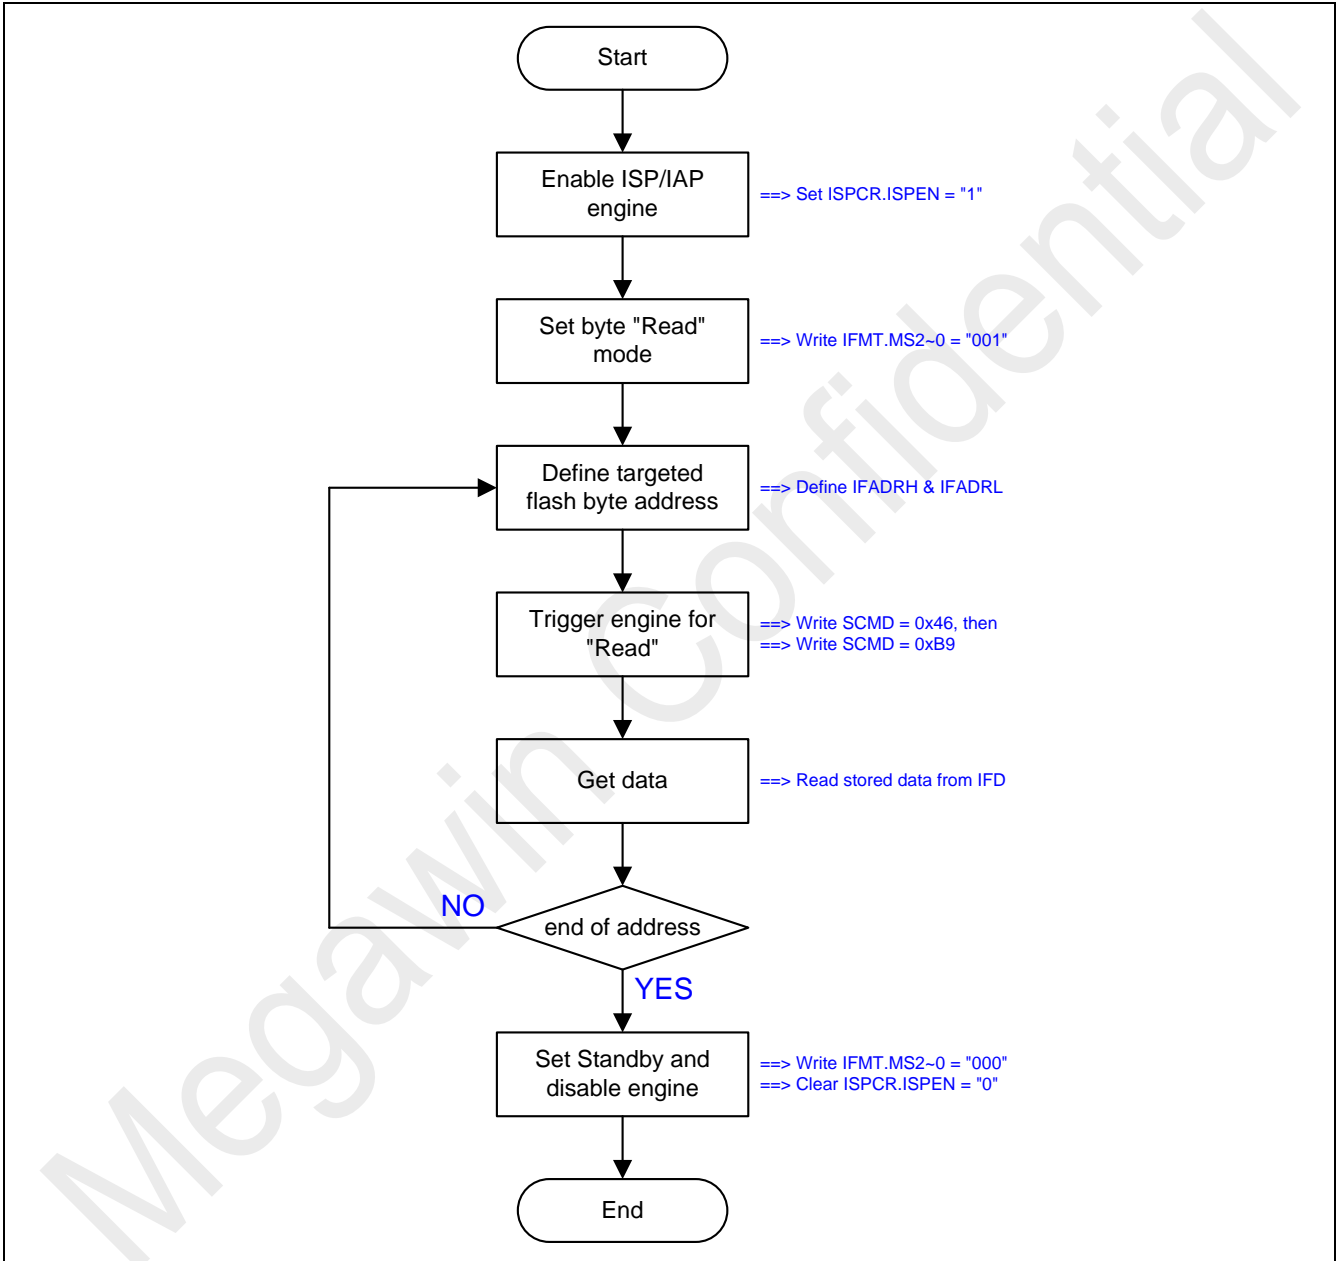 Start
Enable ISP/IAP
engine
==> Set ISPCR.ISPEN = "1"
Set byte "Read"
mode
==> Write IFMT.MS2~0 = "001"
Define targeted
flash byte address
==> Define IFADRH & IFADRL
Trigger engine for
"Read"
==> Write SCMD = 0x46, then
==> Write SCMD = 0xB9
Get data
==> Read stored data from IFD
NO
end of address
YES
Set Standby and
disable engine
==> Write IFMT.MS2~0 = "000"
==> Clear ISPCR.ISPEN = "0"
End
Megawin Confidential